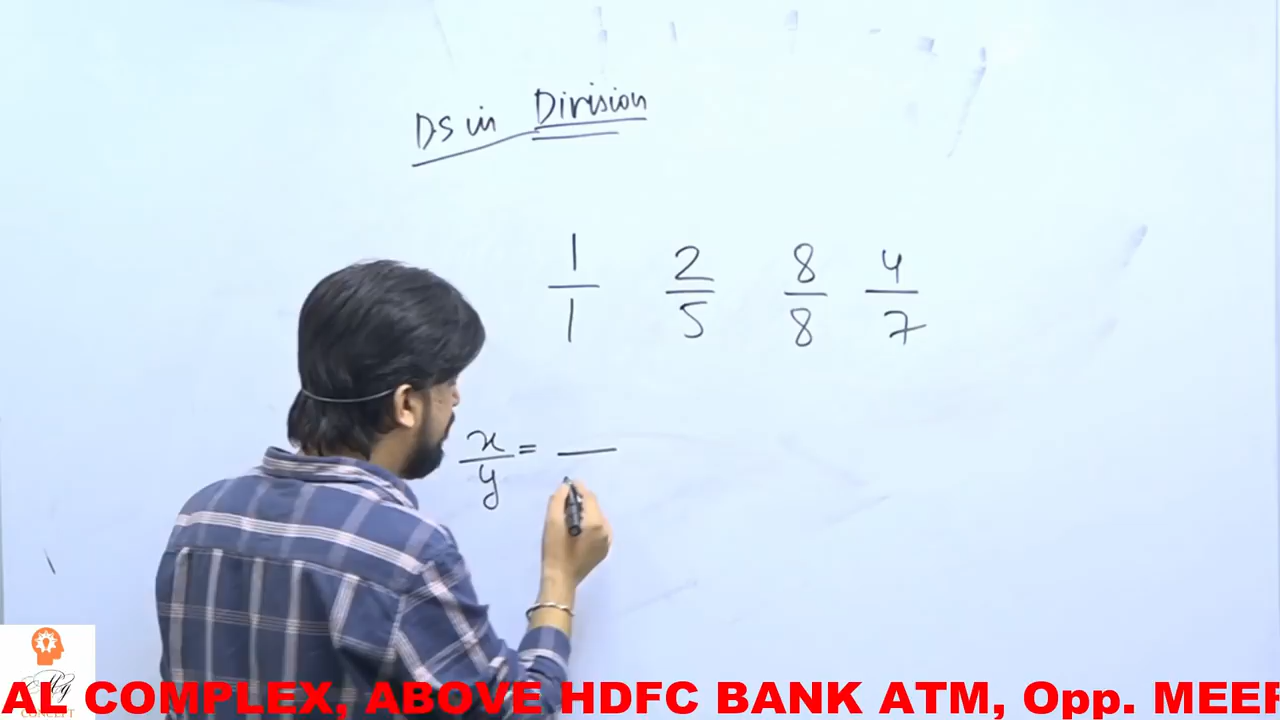 DS in Division
1/1 2/5 8/8 4/7
x/y =
CONCEPT
AL COMPLEX, ABOVE HDFC BANK ATM, Opp. MEE